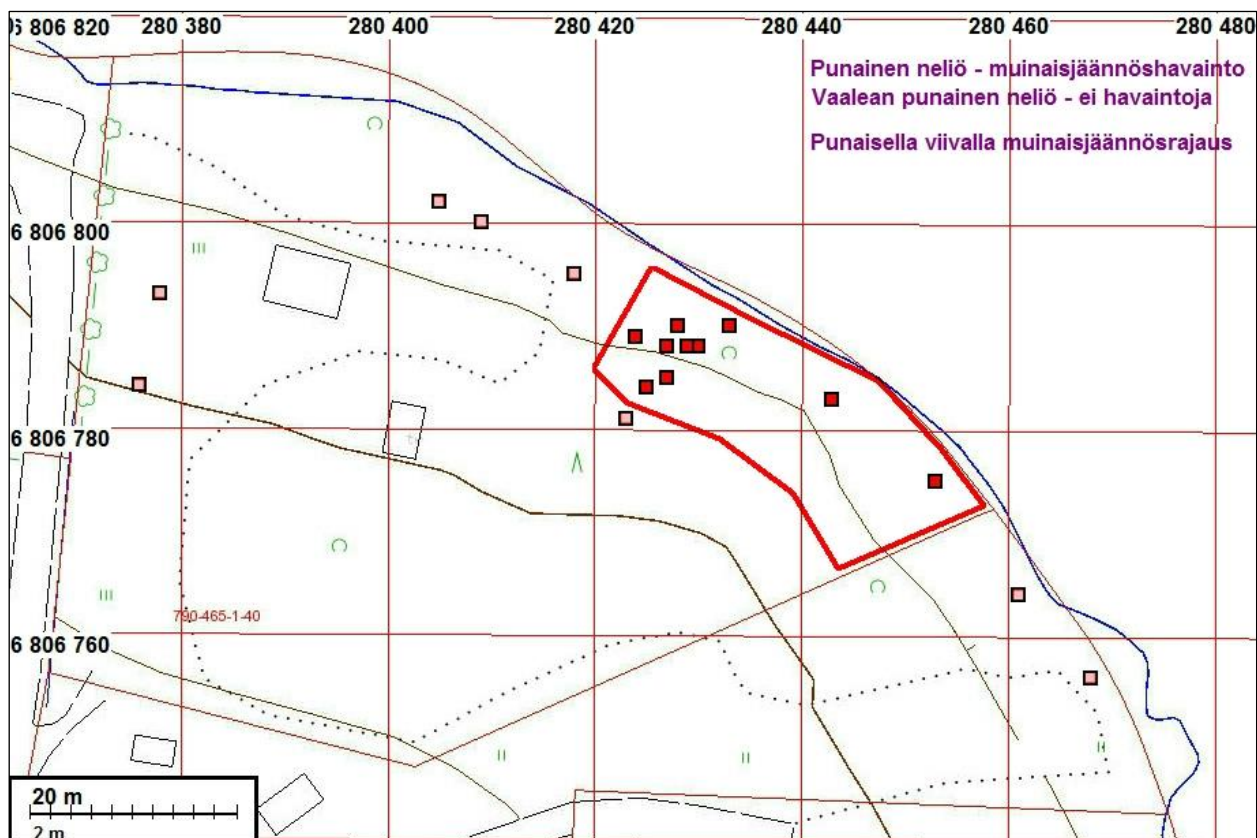 6 806 820 280 380 280 400 280 420 280 440 280 460 280 480
Punainen neliö - muinaisjäännöshavainto
Vaalean punainen neliö - ei havaintoja
Punaisella viivalla muinaisjäännösrajaus
6 806 800
6 806 780
790-465-1-40
6 806 760
20 m
2 m